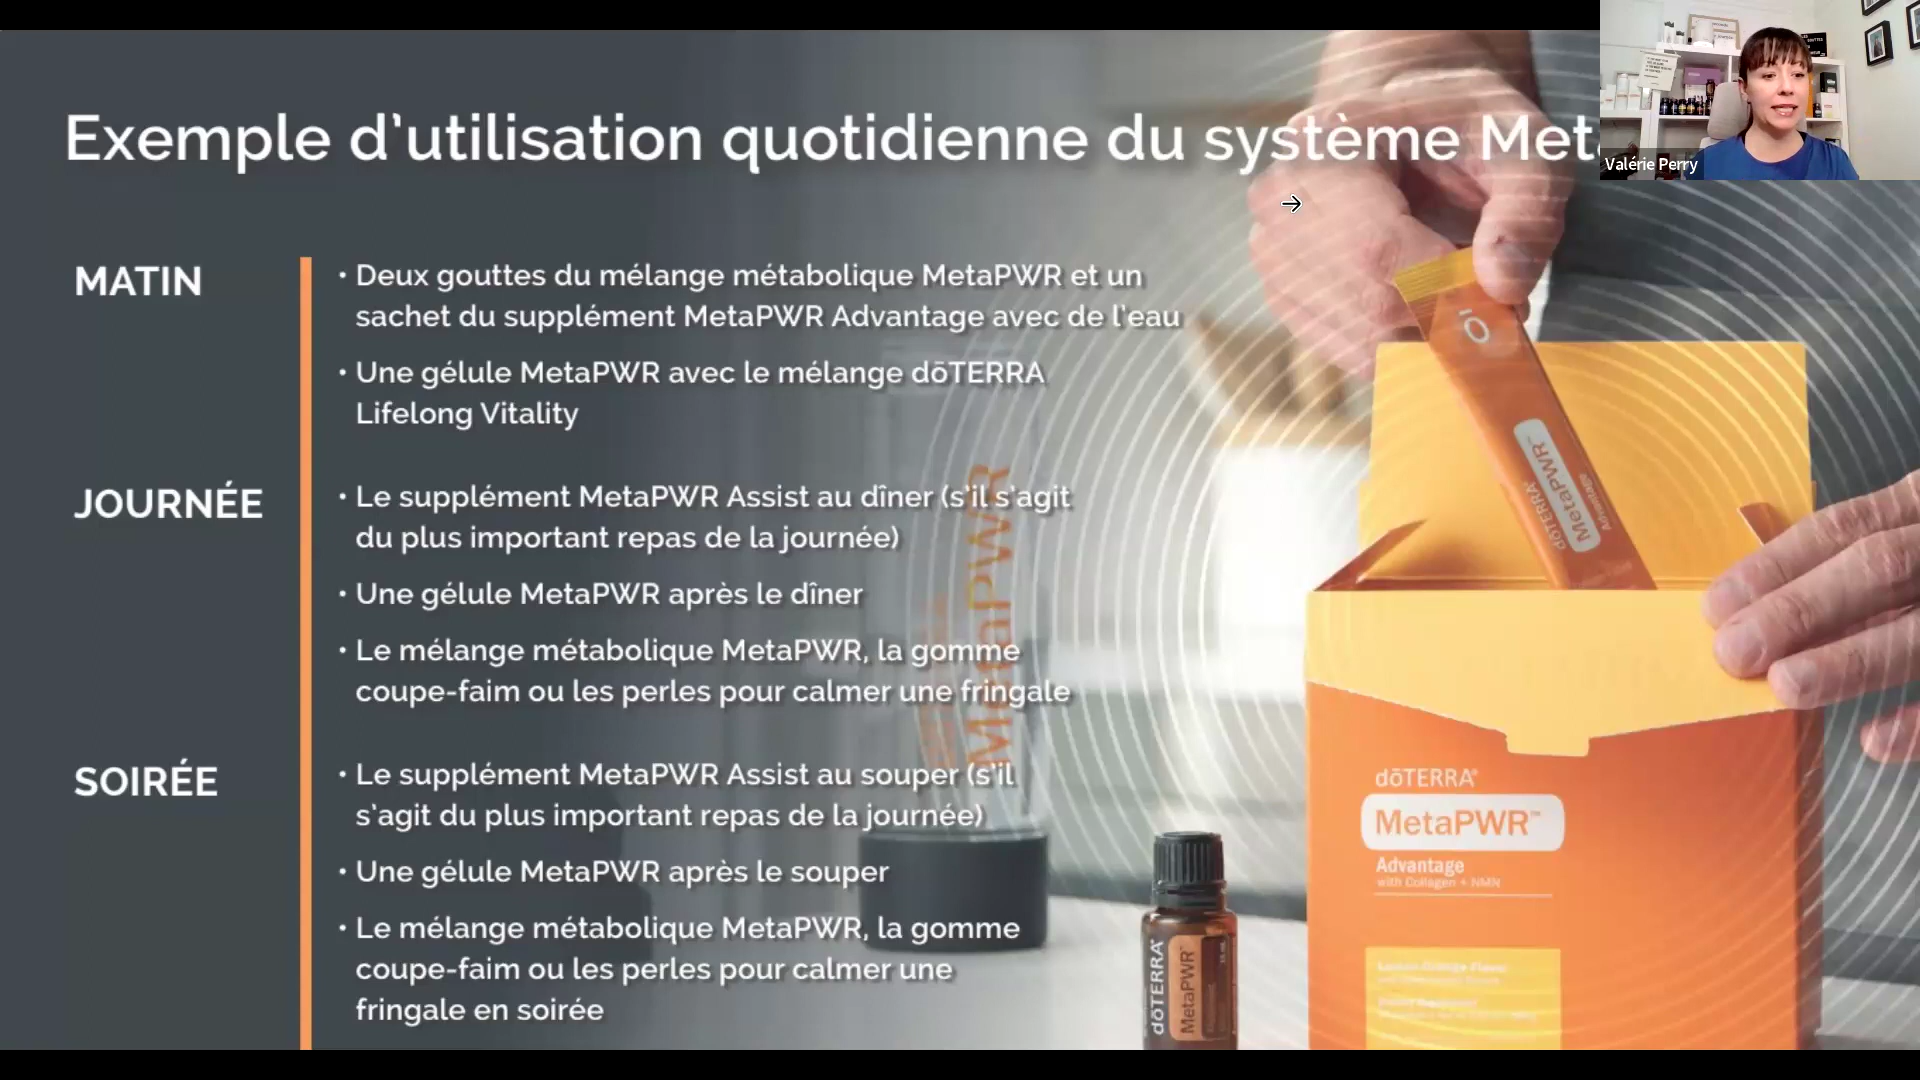 Exemple d'utilisation quotidienne du système Met
Valérie Perry
MATIN
• Deux gouttes du mélange métabolique MetaPWR et un
sachet du supplément MetaPWR Advantage avec de l'eau
• Une gélule MetaPWR avec le mélange dōTERRA
Lifelong Vitality
JOURNÉE
• Le supplément MetaPWR Assist au dîner (s'il s'agit
du plus important repas de la journée)
• Une gélule MetaPWR après le dîner
• Le mélange métabolique MetaPWR, la gomme
coupe-faim ou les perles pour calmer une fringale
SOIRÉE
• Le supplément MetaPWR Assist au souper (s'il
s'agit du plus important repas de la journée)
• Une gélule MetaPWR après le souper
• Le mélange métabolique MetaPWR, la gomme
coupe-faim ou les perles pour calmer une
fringale en soirée
MetaPWR
dōTERRA
MetaPWR
Advantage
dōTERRA®
MetaPWR™
Advantage
with Collagen + NMN
dōTERRA
MetaPWR